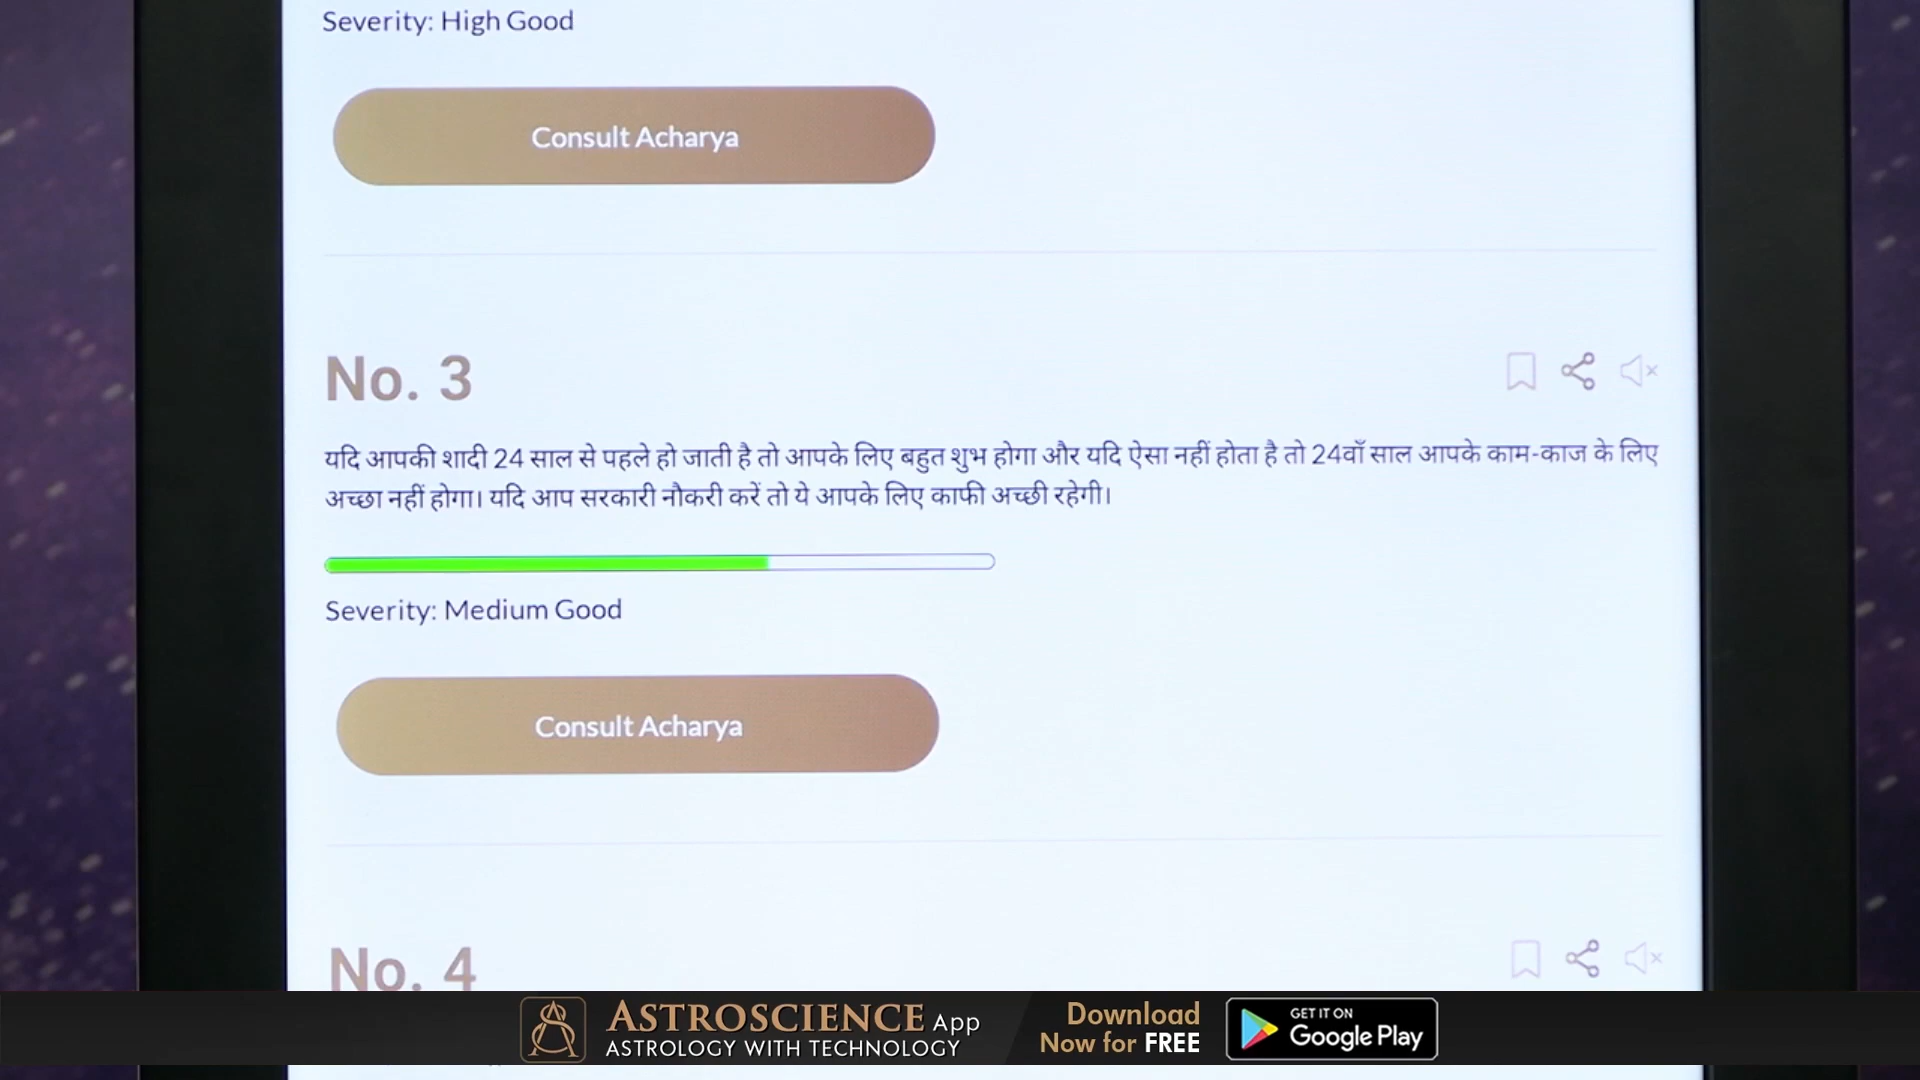 Severity: High Good
Consult Acharya
No. 3
यदि आपकी शादी 24 साल से पहले हो जाती है तो आपके लिए बहुत शुभ होगा और यदि ऐसा नहीं होता है तो 24वाँ साल आपके काम-काज के लिए
अच्छा नहीं होगा। यदि आप सरकारी नौकरी करें तो ये आपके लिए काफी अच्छी रहेगी।
Severity: Medium Good
Consult Acharya
No. 4
ASTROSCIENCE App
ASTROLOGY WITH TECHNOLOGY
Download
Now for FREE
GET IT ON
Google Play